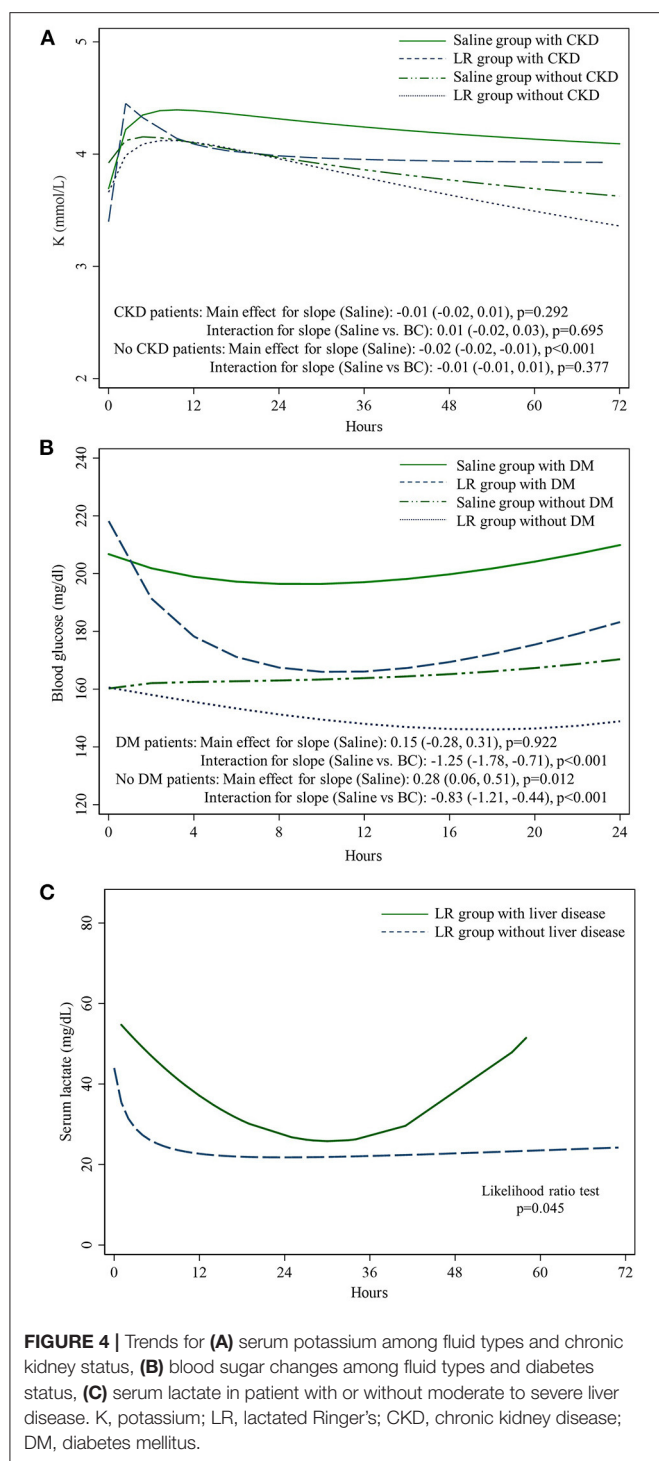 A
Saline group with CKD
LR group with CKD
Saline group without CKD
LR group without CKD
5
4
3
2
K (mmol/L)
CKD patients: Main effect for slope (Saline): -0.01 (-0.02, 0.01), p=0.292
Interaction for slope (Saline vs. BC): 0.01 (-0.02, 0.03), p=0.695
No CKD patients: Main effect for slope (Saline): -0.02 (-0.02, -0.01), p<0.001
Interaction for slope (Saline vs BC): -0.01 (-0.01, 0.01), p=0.377
0 12 24 36 48 60 72
Hours
B
Saline group with DM
LR group with DM
Saline group without DM
LR group without DM
240
220
200
180
160
140
120
Blood glucose (mg/dl)
DM patients: Main effect for slope (Saline): 0.15 (-0.28, 0.31), p=0.922
Interaction for slope (Saline vs. BC): -1.25 (-1.78, -0.71), p<0.001
No DM patients: Main effect for slope (Saline): 0.28 (0.06, 0.51), p=0.012
Interaction for slope (Saline vs BC): -0.83 (-1.21, -0.44), p<0.001
0 4 8 12 16 20 24
Hours
C
LR group with liver disease
LR group without liver disease
80
60
40
20
0
Serum lactate (mg/dL)
Likelihood ratio test
p=0.045
0 12 24 36 48 60 72
Hours
FIGURE 4 | Trends for (A) serum potassium among fluid types and chronic
kidney status, (B) blood sugar changes among fluid types and diabetes
status, (C) serum lactate in patient with or without moderate to severe liver
disease. K, potassium; LR, lactated Ringer's; CKD, chronic kidney disease;
DM, diabetes mellitus.